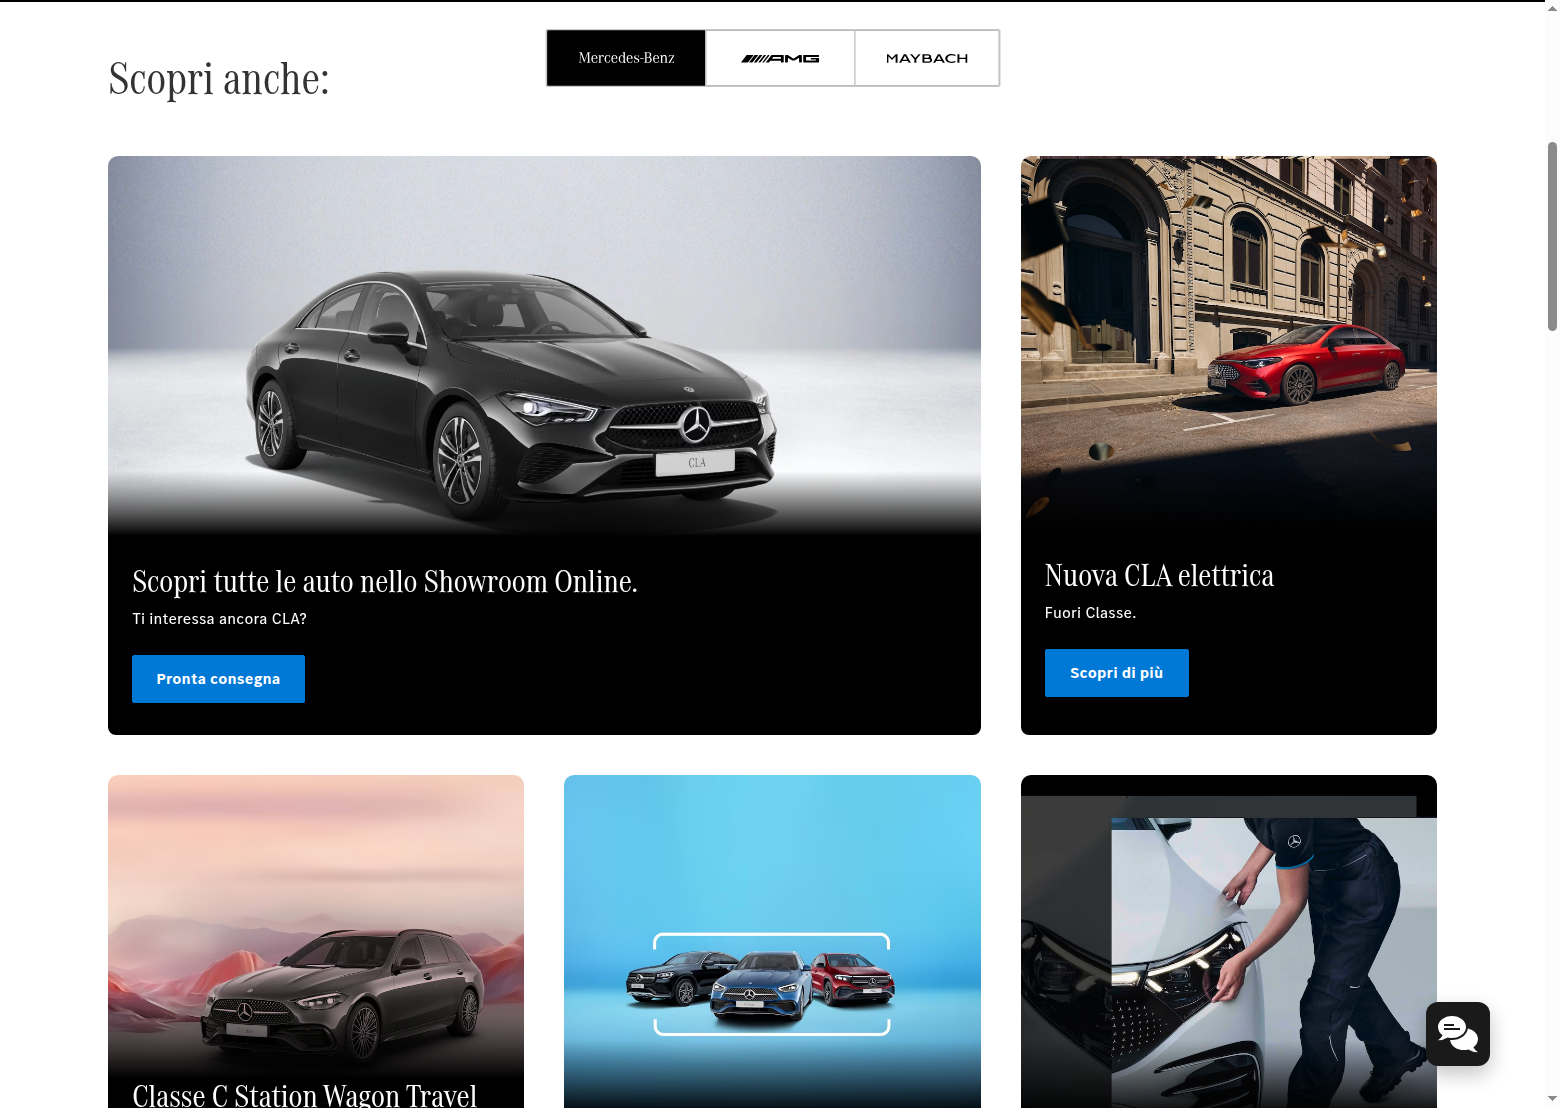 Scopri anche:
Mercedes-Benz
AMG
MAYBACH
CLA
Scopri tutte le auto nello Showroom Online.
Ti interessa ancora CLA?
Pronta consegna
Nuova CLA elettrica
Fuori Classe.
Scopri di più
Classe C Station Wagon Travel